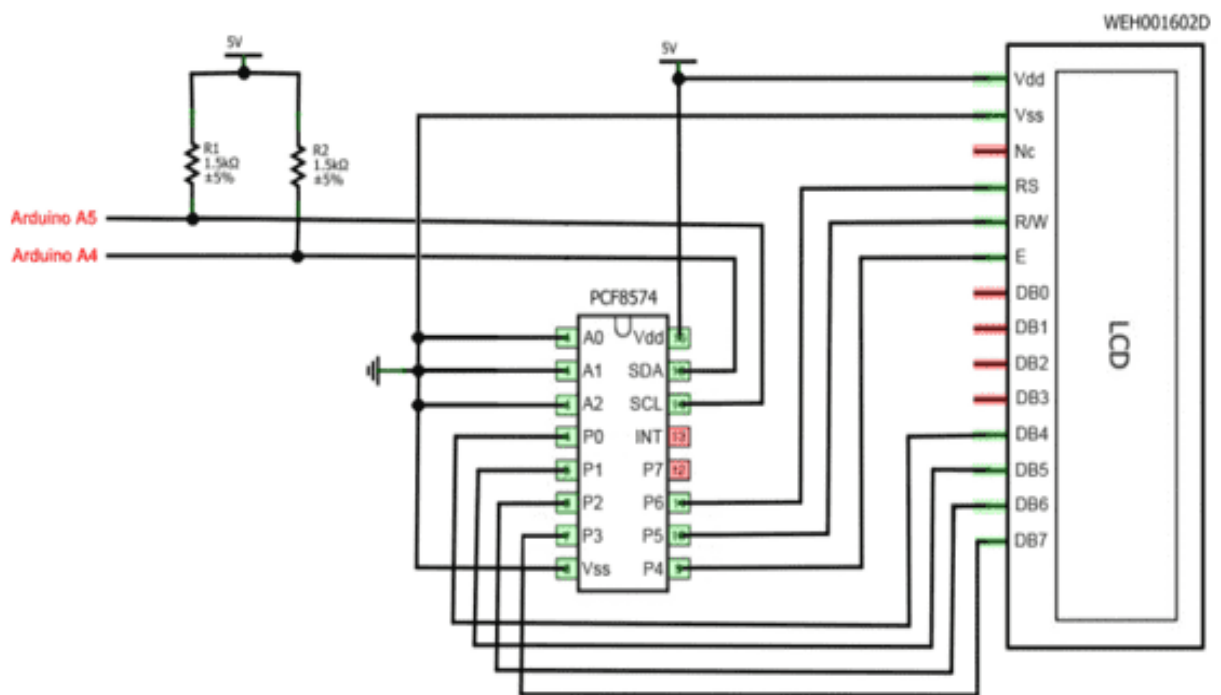 WEH001602D
5V
5V
R1
1.5kΩ
±5%
R2
1.5kΩ
±5%
Arduino A5
Arduino A4
Vdd
Vss
Nc
RS
R/W
E
DB0
DB1
DB2
DB3
DB4
DB5
DB6
DB7
LCD
PCF8574
A0
A1
A2
P0
P1
P2
P3
Vss
Vdd
SDA
SCL
INT
13
P7
12
P6
P5
P4